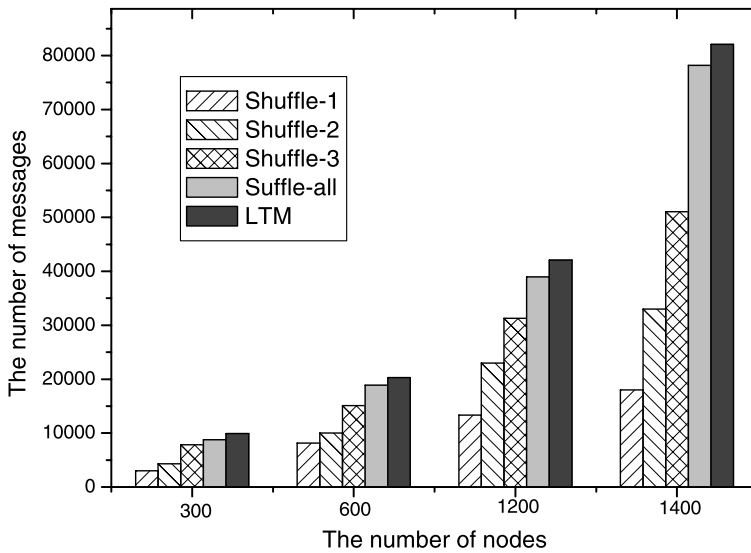 The number of messages
80000
70000
60000
50000
40000
30000
20000
10000
0
Shuffle-1
Shuffle-2
Shuffle-3
Suffle-all
LTM
300
600
1200
1400
The number of nodes